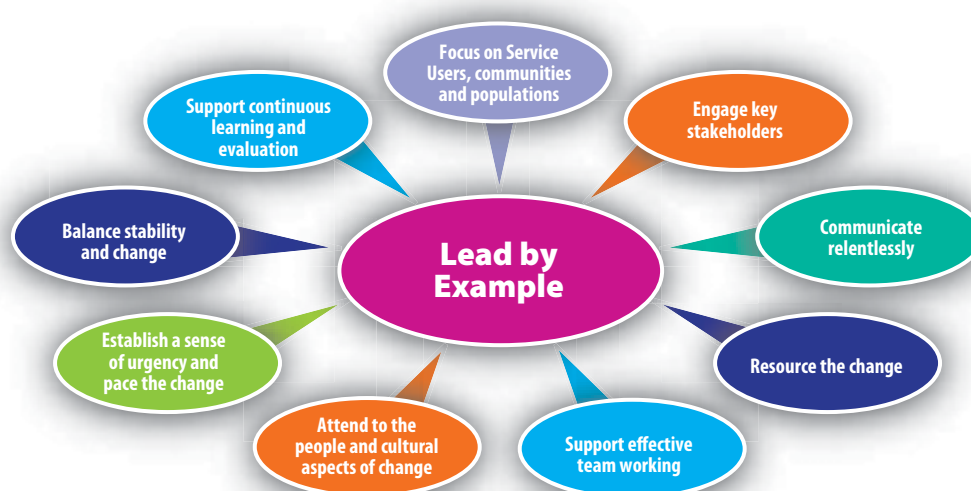 Focus on Service
Users, communities
and populations
Support continuous
learning and
evaluation
Engage key
stakeholders
Balance stability
and change
Lead by
Example
Communicate
relentlessly
Establish a sense
of urgency and
pace the change
Resource the change
Attend to the
people and cultural
aspects of change
Support effective
team working